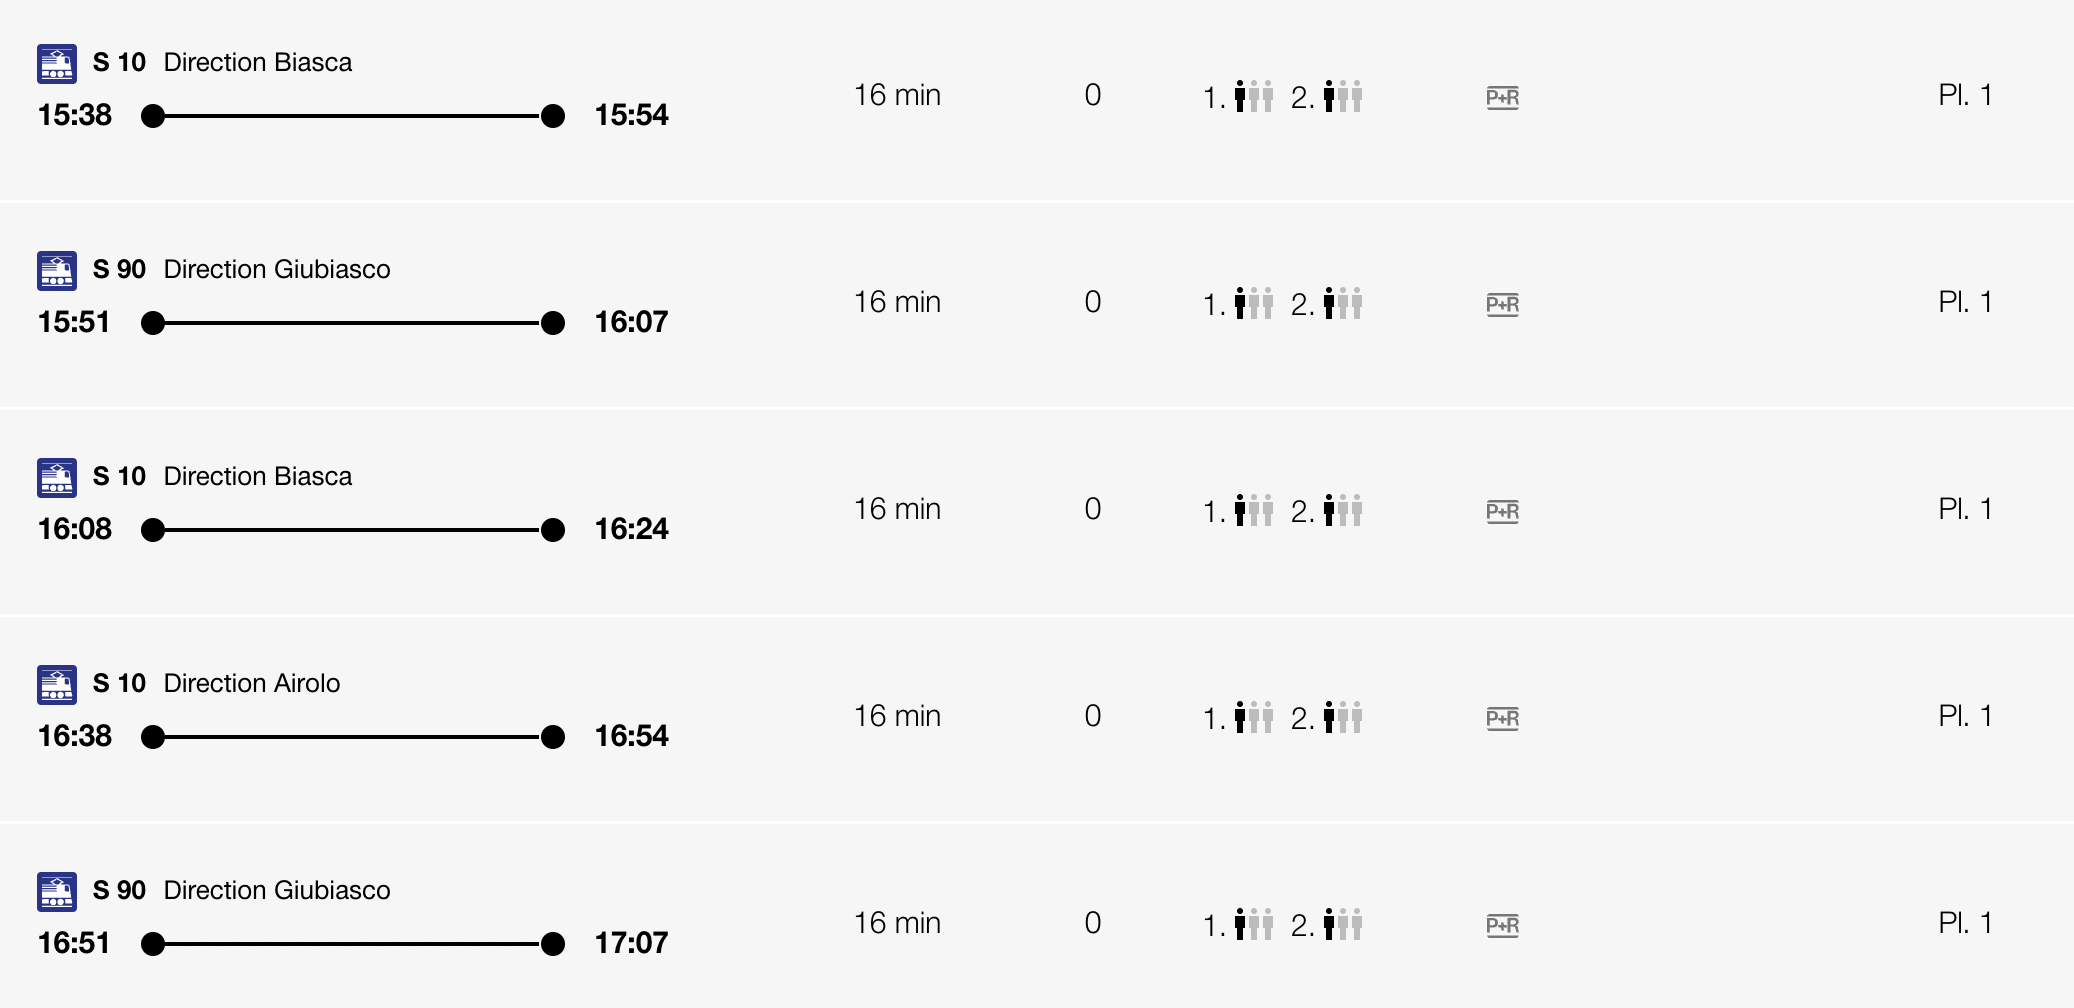 S 10 Direction Biasca
15:38 15:54 16 min 0 1. 2. P+R Pl. 1
S 90 Direction Giubiasco
15:51 16:07 16 min 0 1. 2. P+R Pl. 1
S 10 Direction Biasca
16:08 16:24 16 min 0 1. 2. P+R Pl. 1
S 10 Direction Airolo
16:38 16:54 16 min 0 1. 2. P+R Pl. 1
S 90 Direction Giubiasco
16:51 17:07 16 min 0 1. 2. P+R Pl. 1